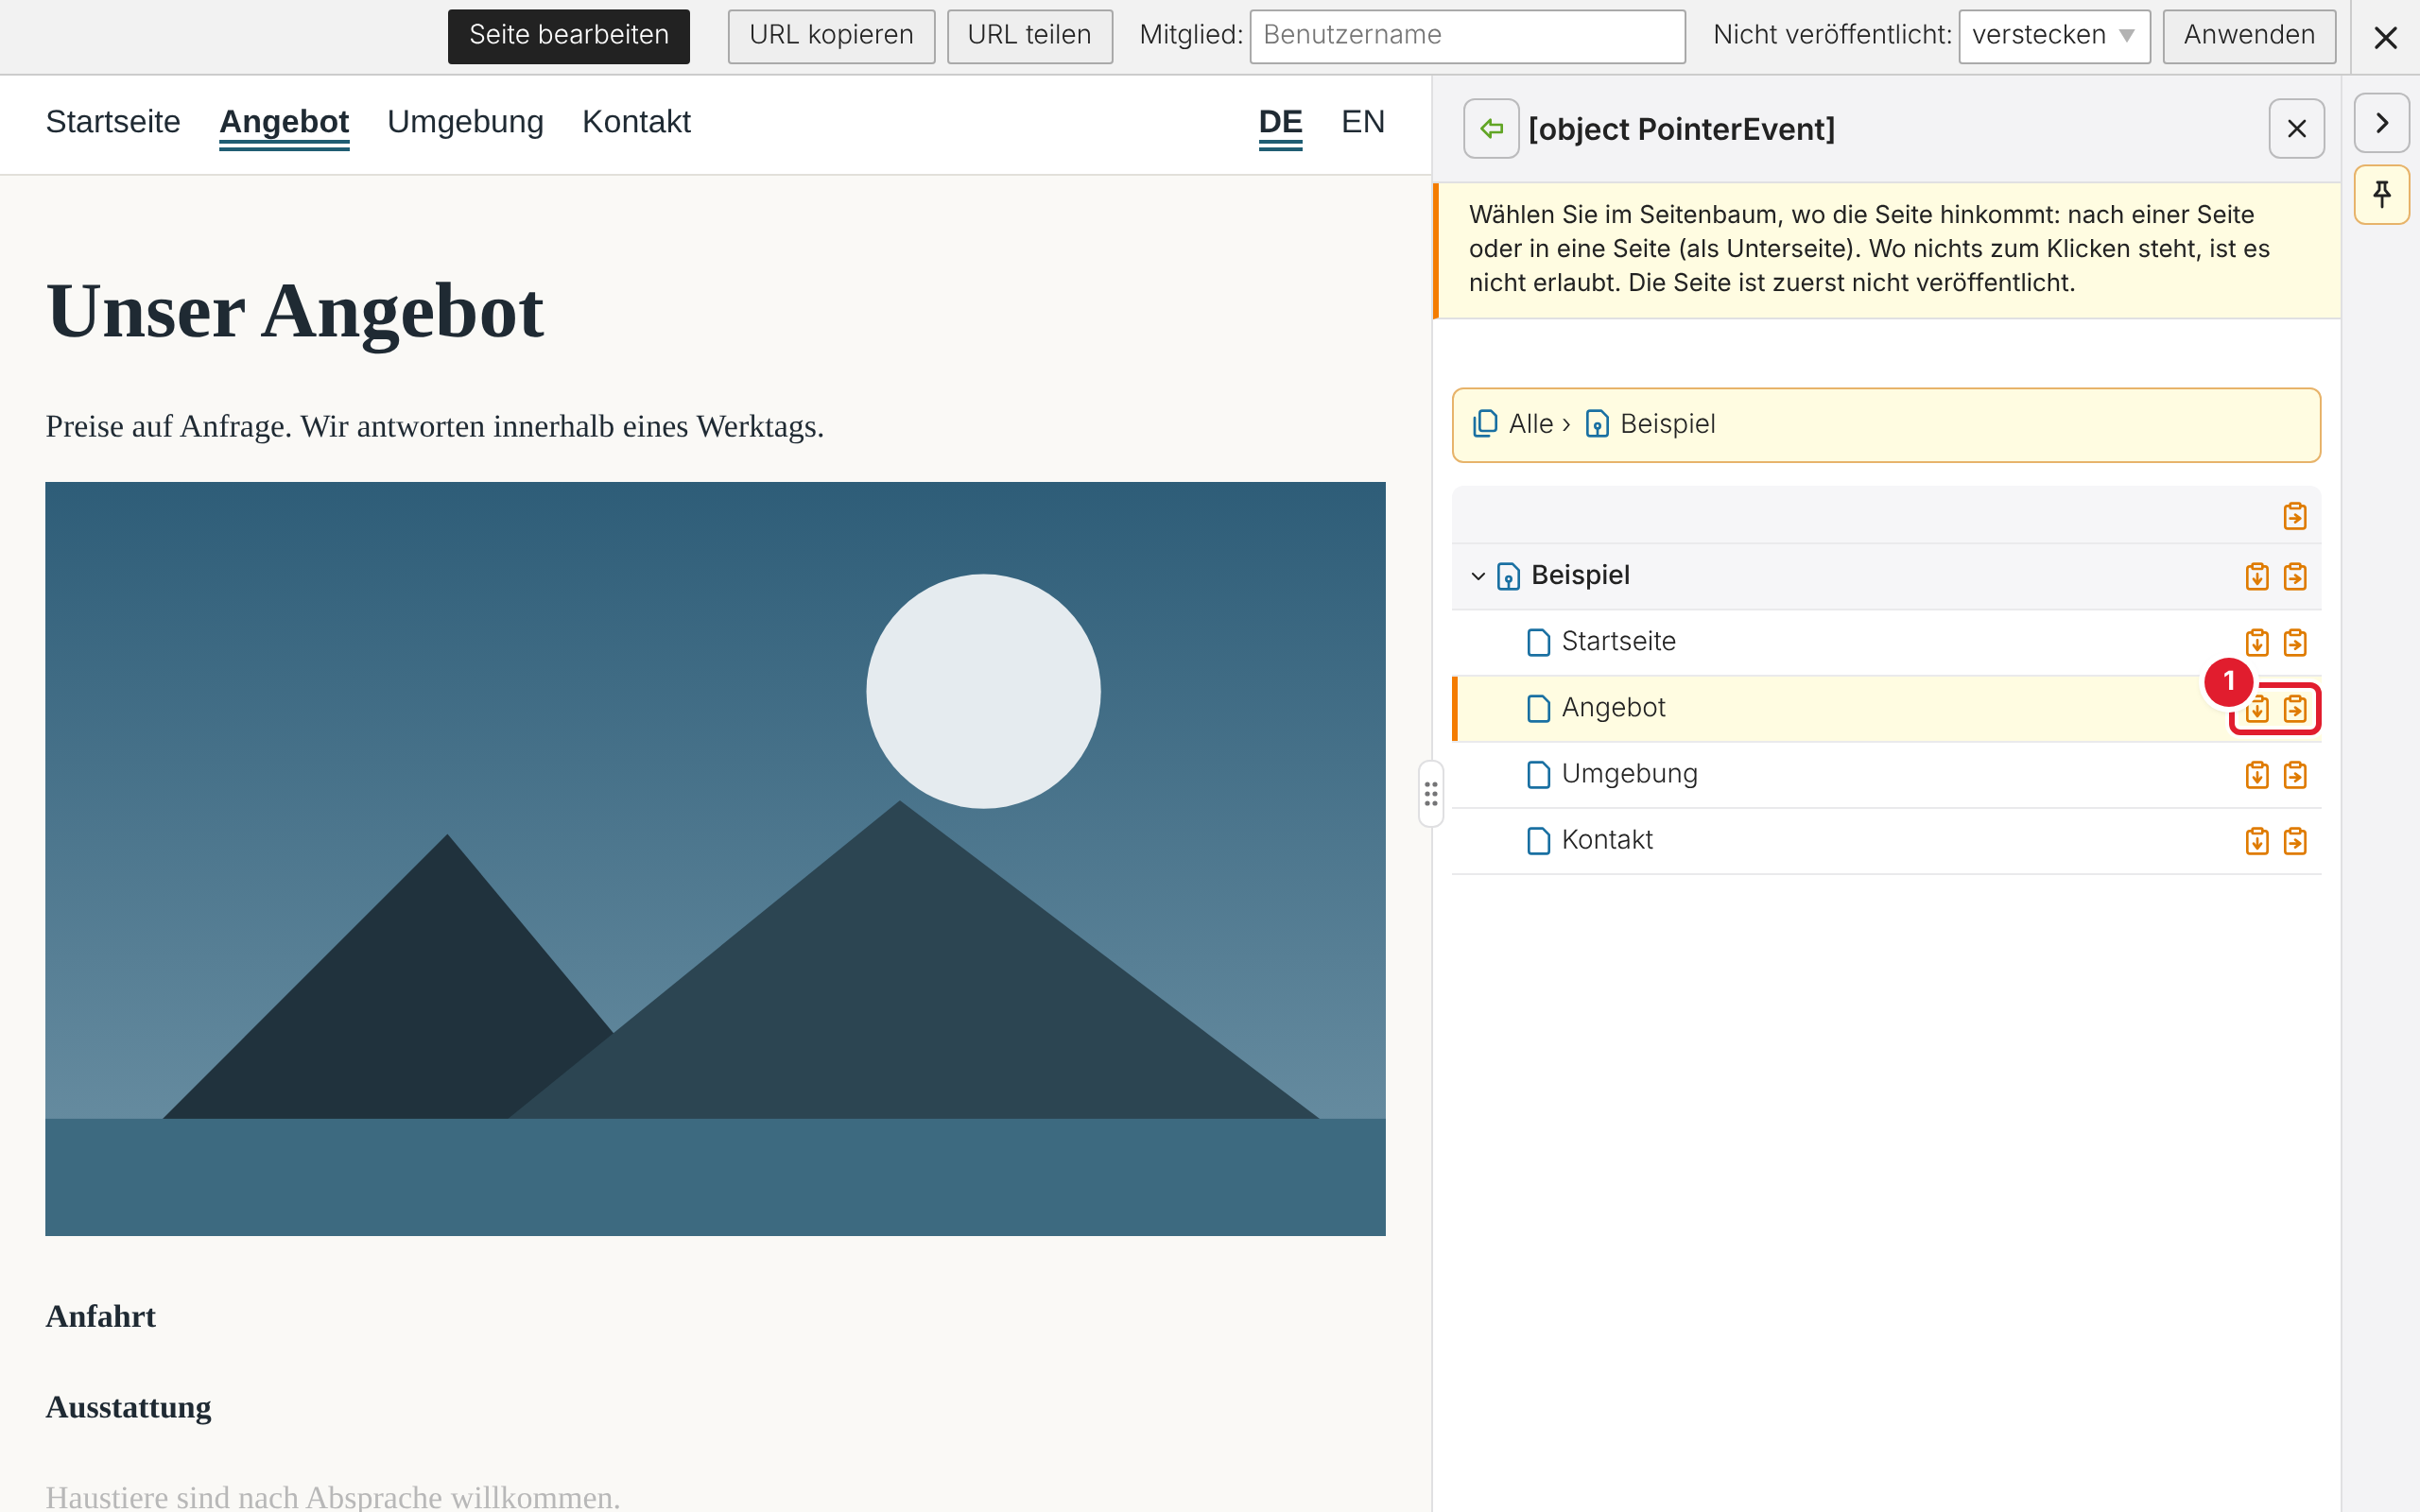 Seite bearbeiten
URL kopieren
URL teilen
Mitglied:
Benutzername
Nicht veröffentlicht:
verstecken
Anwenden
Startseite
Angebot
Umgebung
Kontakt
DE
EN
Unser Angebot
Preise auf Anfrage. Wir antworten innerhalb eines Werktags.
Anfahrt
Ausstattung
Haustiere sind nach Absprache willkommen.
[object PointerEvent]
Wählen Sie im Seitenbaum, wo die Seite hinkommt: nach einer Seite
oder in eine Seite (als Unterseite). Wo nichts zum Klicken steht, ist es
nicht erlaubt. Die Seite ist zuerst nicht veröffentlicht.
Alle › Beispiel
Beispiel
Startseite
Angebot
1
Umgebung
Kontakt